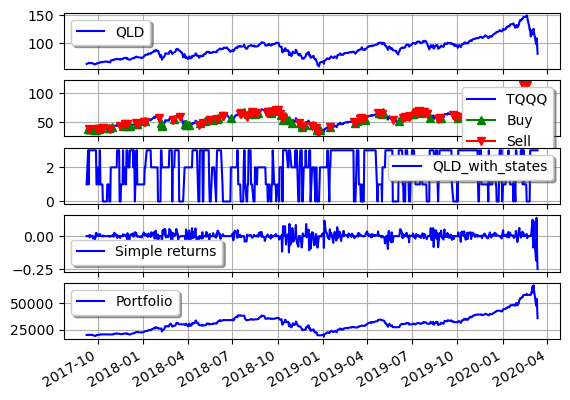 150
QLD
100
100
TQQQ
Buy
50
Sell
QLD_with_states
2
0
0.00
Simple returns
−0.25
Portfolio
50000
25000
2017-10 2018-01 2018-04 2018-07 2018-10 2019-01 2019-04 2019-07 2019-10 2020-01 2020-04